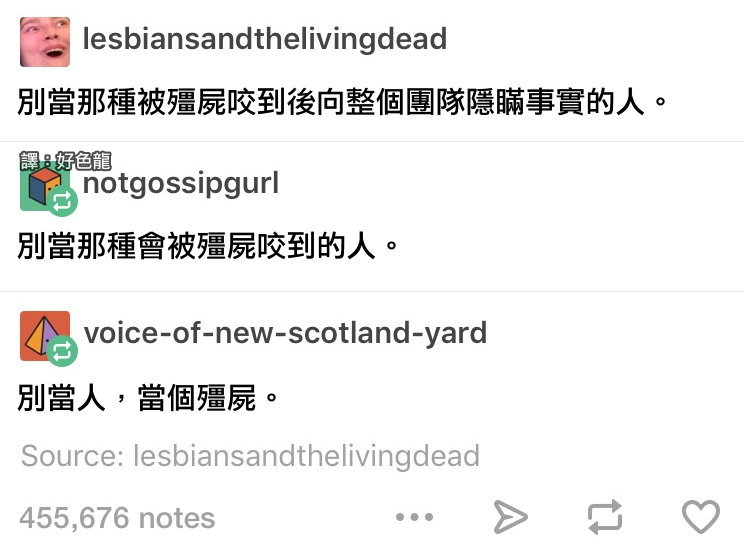 lesbiansandthelivingdead
別當那種被殭屍咬到後向整個團隊隱瞞事實的人。
譯：好色龍
notgossipgurl
別當那種會被殭屍咬到的人。
voice-of-new-scotland-yard
別當人，當個殭屍。
Source: lesbiansandthelivingdead
455,676 notes